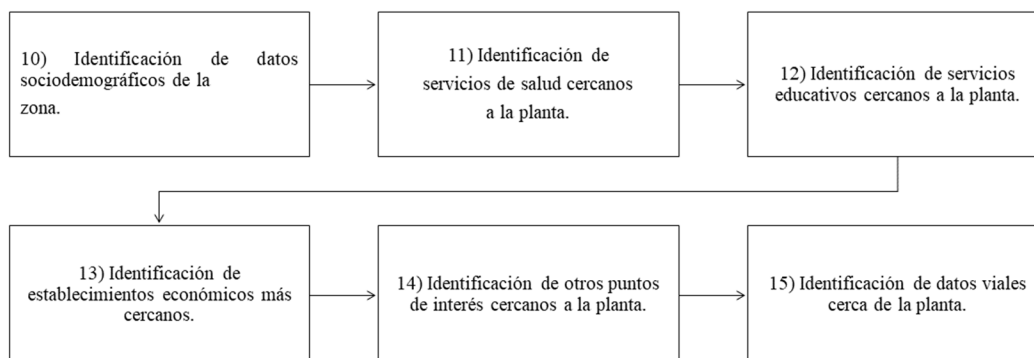 10) Identificación de datos
sociodemográficos de la
zona.
11) Identificación de
servicios de salud cercanos
a la planta.
12) Identificación de servicios
educativos cercanos a la planta.
13) Identificación de
establecimientos económicos más
cercanos.
14) Identificación de otros puntos
de interés cercanos a la planta.
15) Identificación de datos viales
cerca de la planta.